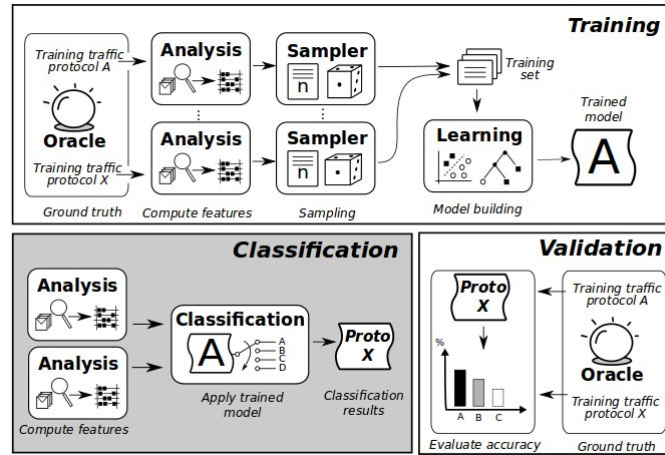 Training
Training traffic
protocol A
Oracle
Training traffic
protocol X
Ground truth
Analysis
Analysis
Compute features
Sampler
n
Sampler
n
Sampling
Training
set
Learning
Model building
Trained
model
A
Classification
Analysis
Analysis
Compute features
Classification
A
A
B
C
D
Apply trained
model
Proto
X
Classification
results
Validation
Proto
X
%
A B C
Evaluate accuracy
Training traffic
protocol A
Oracle
Training traffic
protocol X
Ground truth